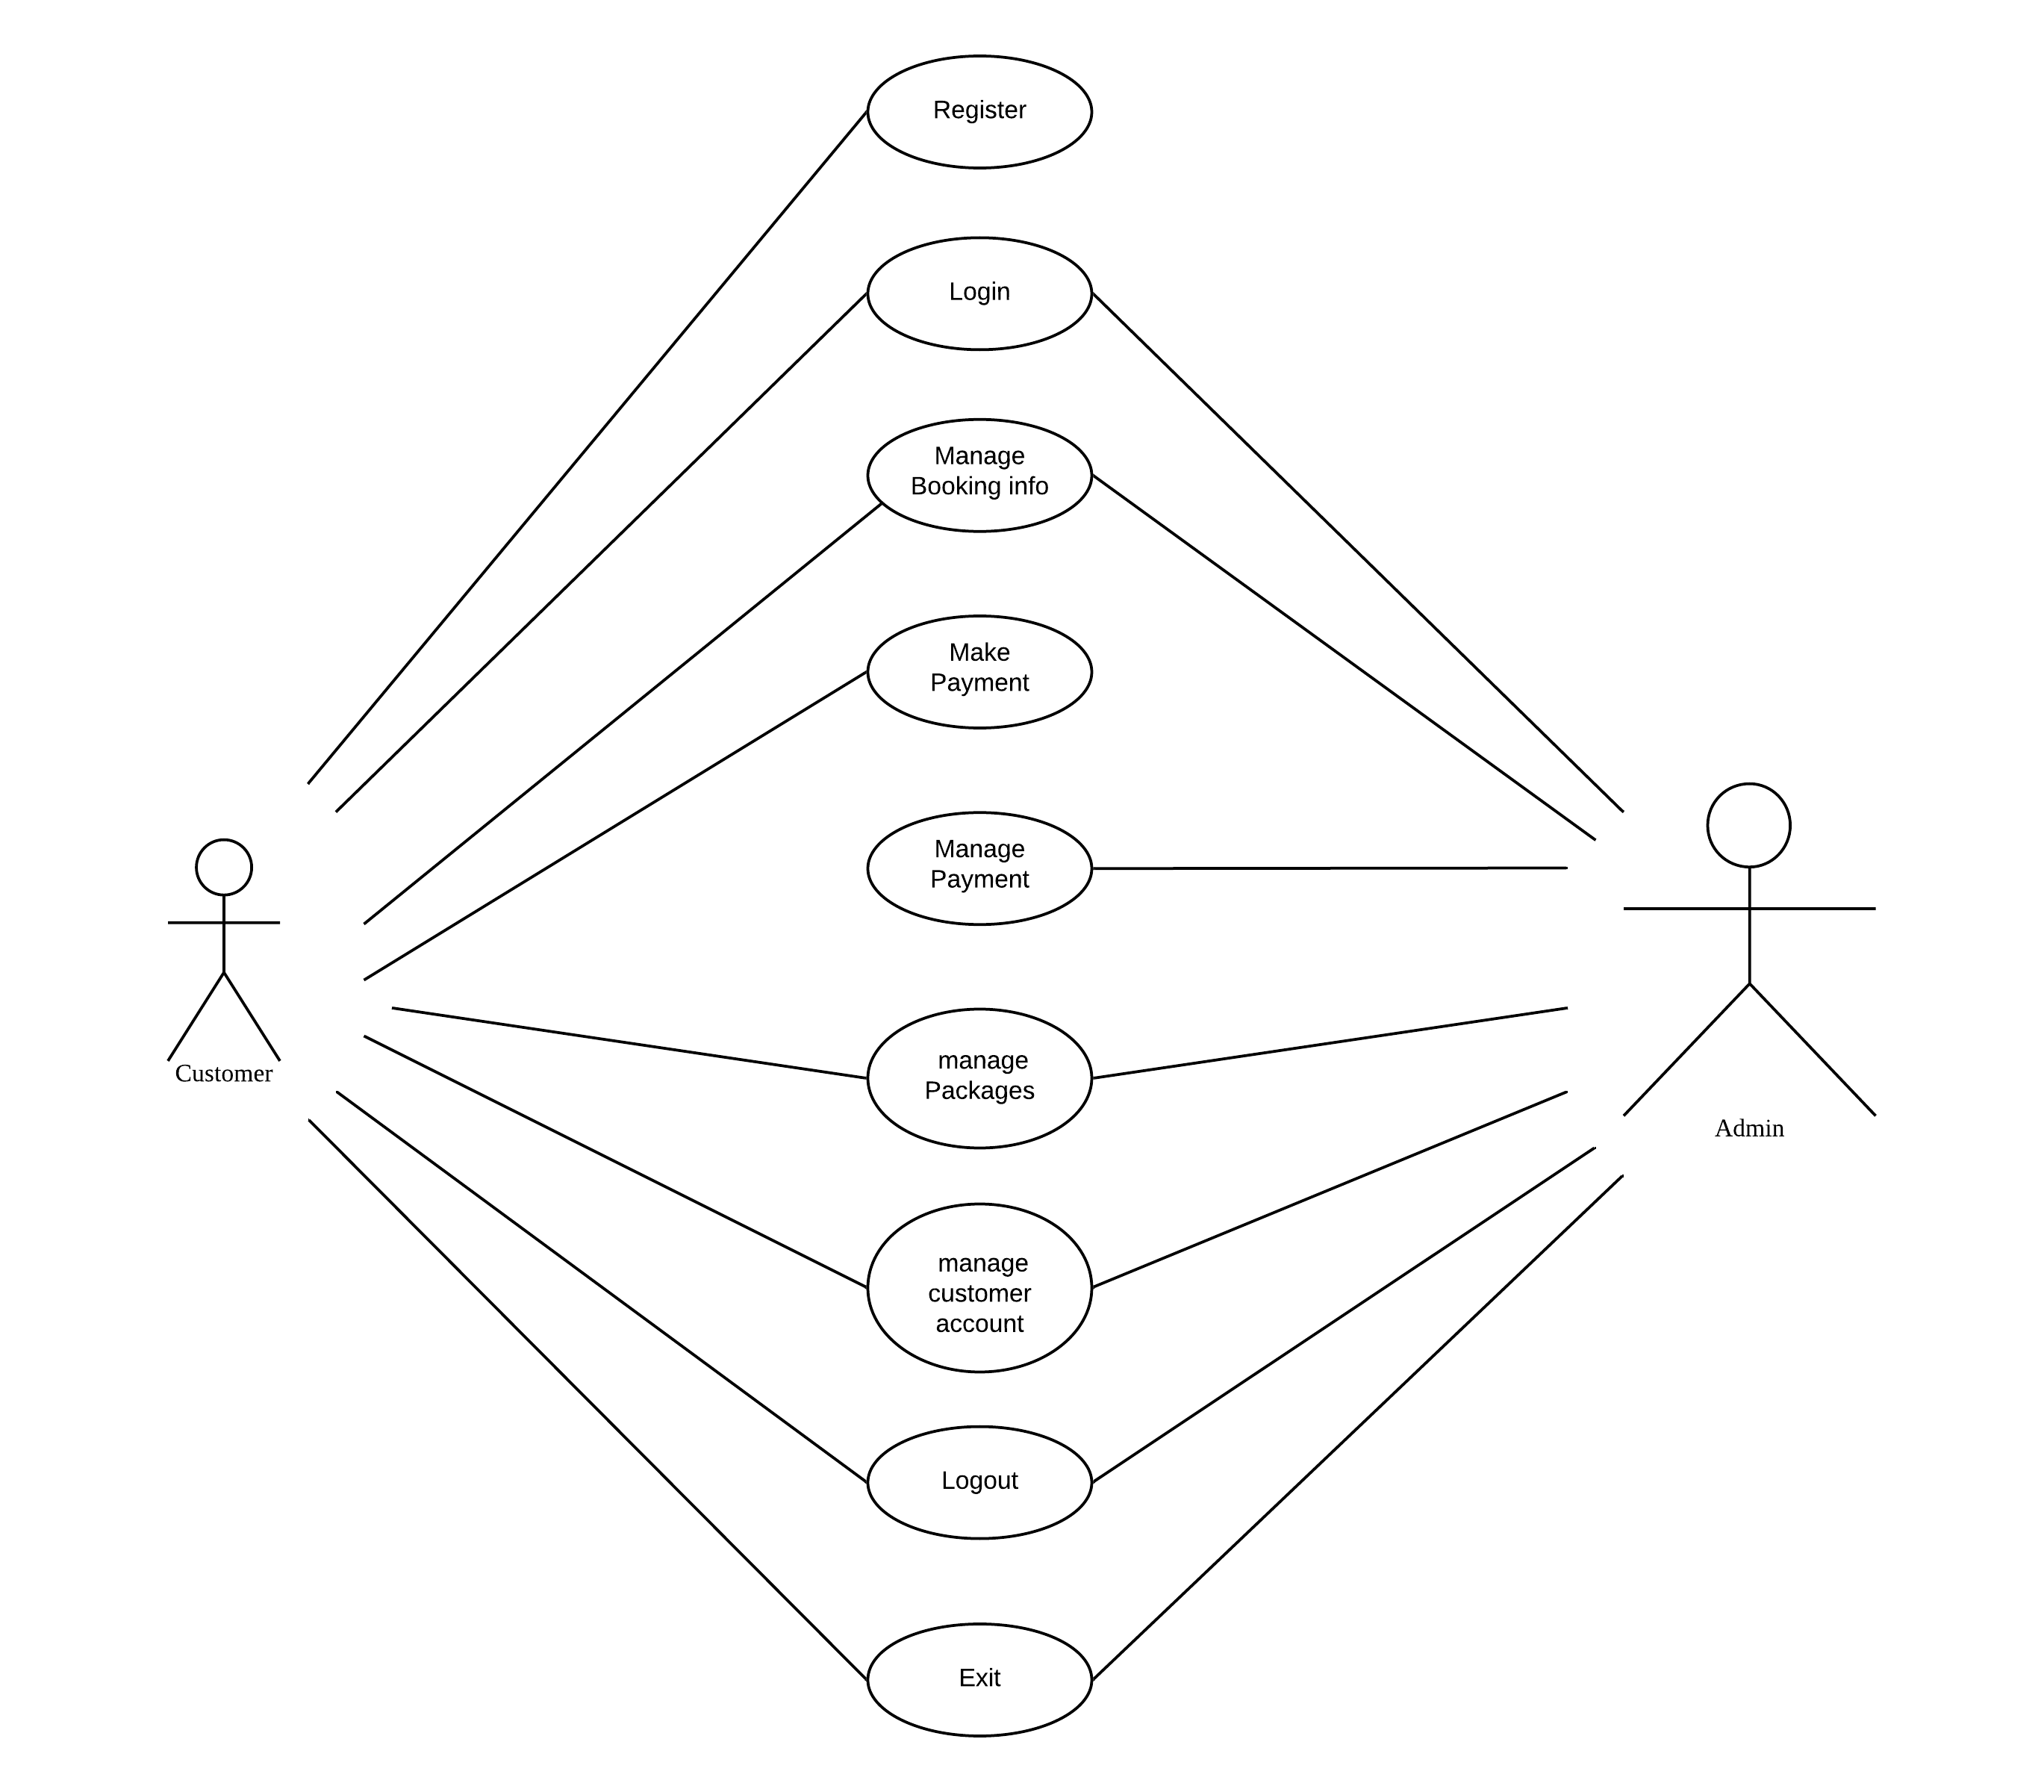 Register
Login
Manage
Booking info
Make
Payment
Manage
Payment
manage
Packages
Customer
Admin
manage
customer
account
Logout
Exit